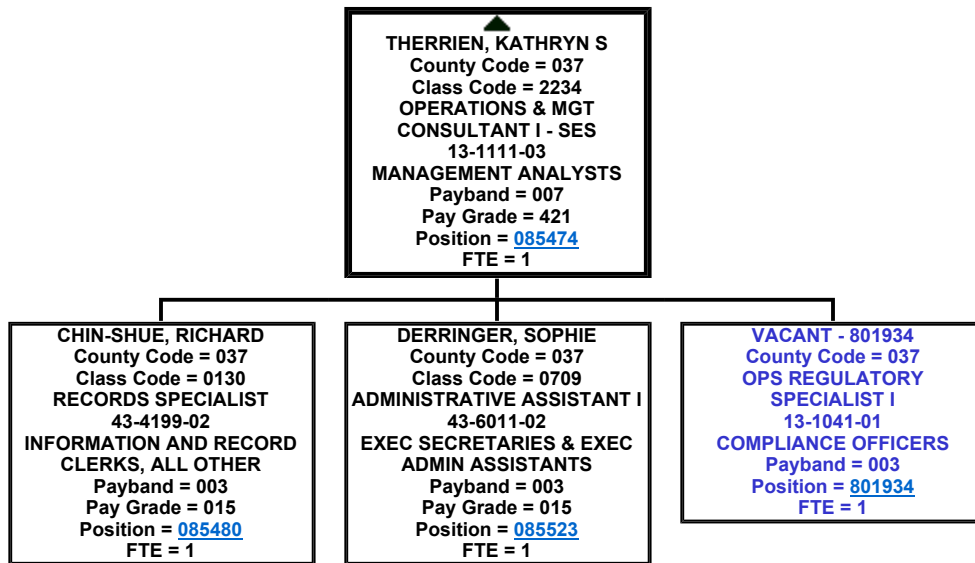 THERRIEN, KATHRYN S
County Code = 037
Class Code = 2234
OPERATIONS & MGT
CONSULTANT I - SES
13-1111-03
MANAGEMENT ANALYSTS
Payband = 007
Pay Grade = 421
Position = 085474
FTE = 1
CHIN-SHUE, RICHARD
County Code = 037
Class Code = 0130
RECORDS SPECIALIST
43-4199-02
INFORMATION AND RECORD
CLERKS, ALL OTHER
Payband = 003
Pay Grade = 015
Position = 085480
FTE = 1
DERRINGER, SOPHIE
County Code = 037
Class Code = 0709
ADMINISTRATIVE ASSISTANT I
43-6011-02
EXEC SECRETARIES & EXEC
ADMIN ASSISTANTS
Payband = 003
Pay Grade = 015
Position = 085523
FTE = 1
VACANT - 801934
County Code = 037
OPS REGULATORY
SPECIALIST I
13-1041-01
COMPLIANCE OFFICERS
Payband = 003
Position = 801934
FTE = 1